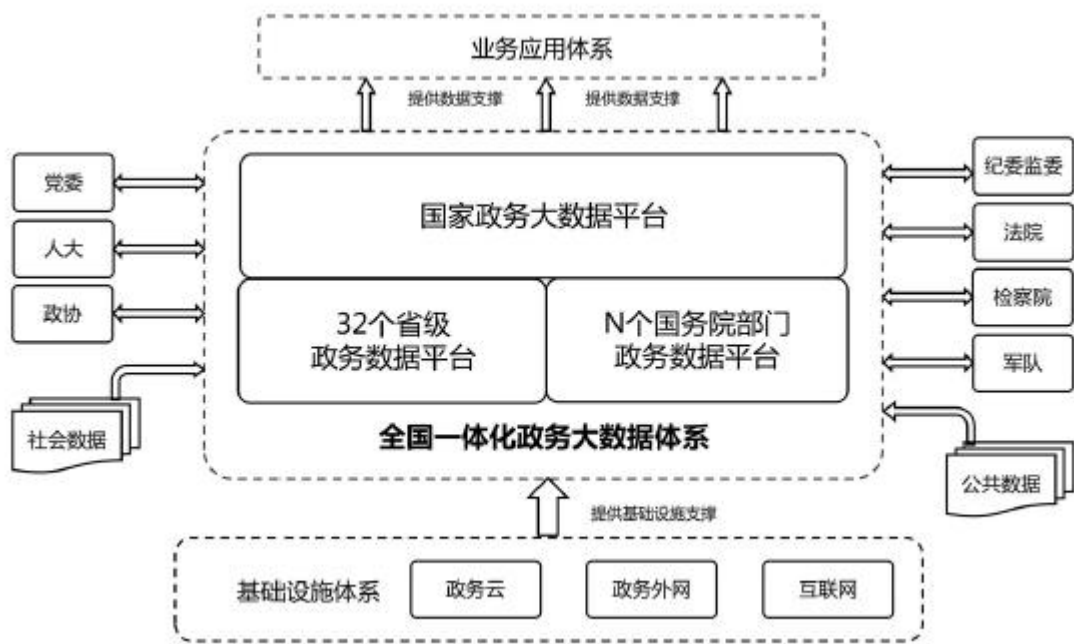 业务应用体系
提供数据支撑
提供数据支撑
党委
人大
政协
社会数据
国家政务大数据平台
32个省级
政务数据平台
N个国务院部门
政务数据平台
全国一体化政务大数据体系
纪委监委
法院
检察院
军队
公共数据
提供基础设施支撑
基础设施体系
政务云
政务外网
互联网